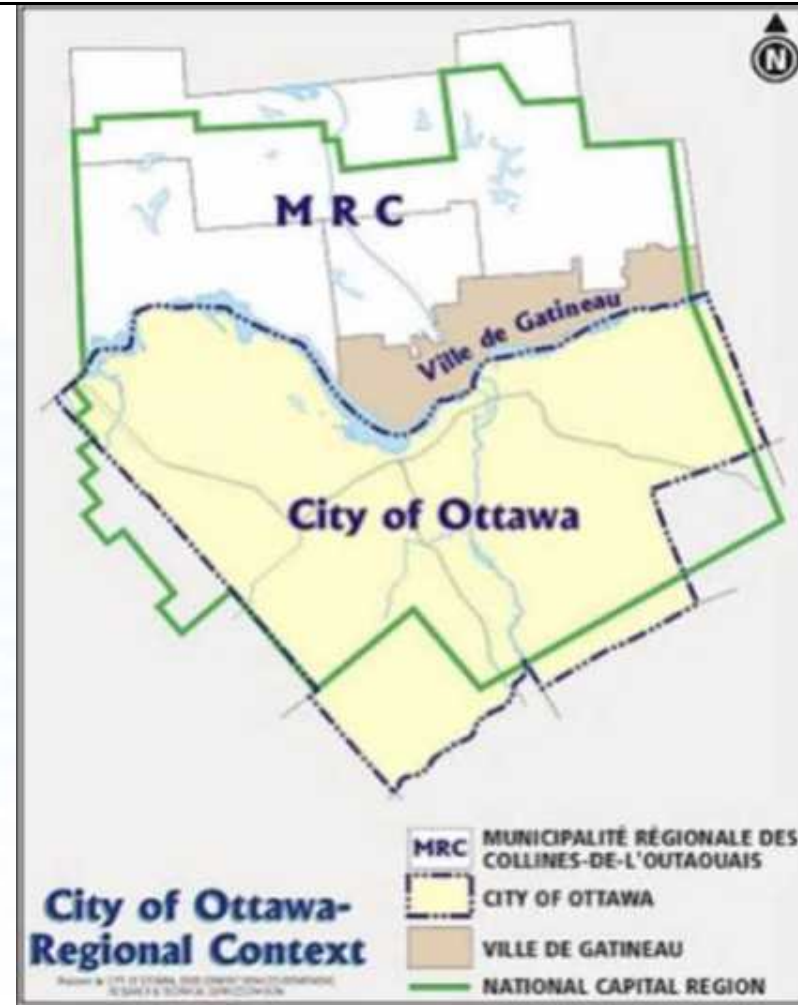 N
MRC
Ville de Gatineau
City of Ottawa
MRC
MUNICIPALITÉ RÉGIONALE DES
COLLINES-DE-L'OUTAOUAIS
CITY OF OTTAWA
VILLE DE GATINEAU
NATIONAL CAPITAL REGION
City of Ottawa-
Regional Context